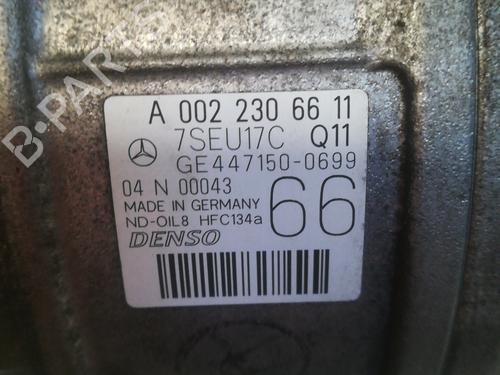 A 002 230 66 11
7SEU17C Q11
GE447150-0699
04 N 00043
MADE IN GERMANY
ND-OIL8 HFC134a
66
DENSO
B-PARTS